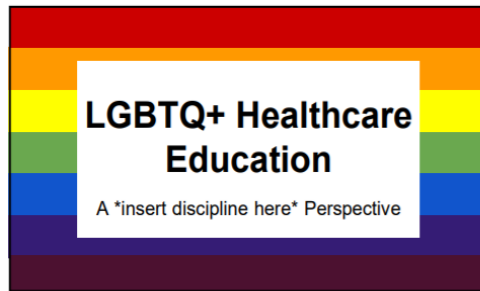 LGBTQ+ Healthcare
Education
A *insert discipline here* Perspective